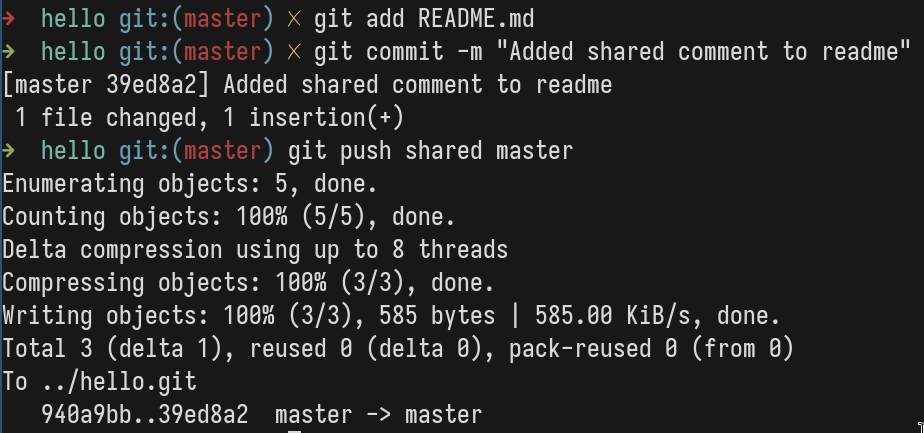 → hello git:(master) ✗ git add README.md
→ hello git:(master) ✗ git commit -m "Added shared comment to readme"
[master 39ed8a2] Added shared comment to readme
 1 file changed, 1 insertion(+)
→ hello git:(master) git push shared master
Enumerating objects: 5, done.
Counting objects: 100% (5/5), done.
Delta compression using up to 8 threads
Compressing objects: 100% (3/3), done.
Writing objects: 100% (3/3), 585 bytes | 585.00 KiB/s, done.
Total 3 (delta 1), reused 0 (delta 0), pack-reused 0 (from 0)
To ../hello.git
   940a9bb..39ed8a2  master -> master